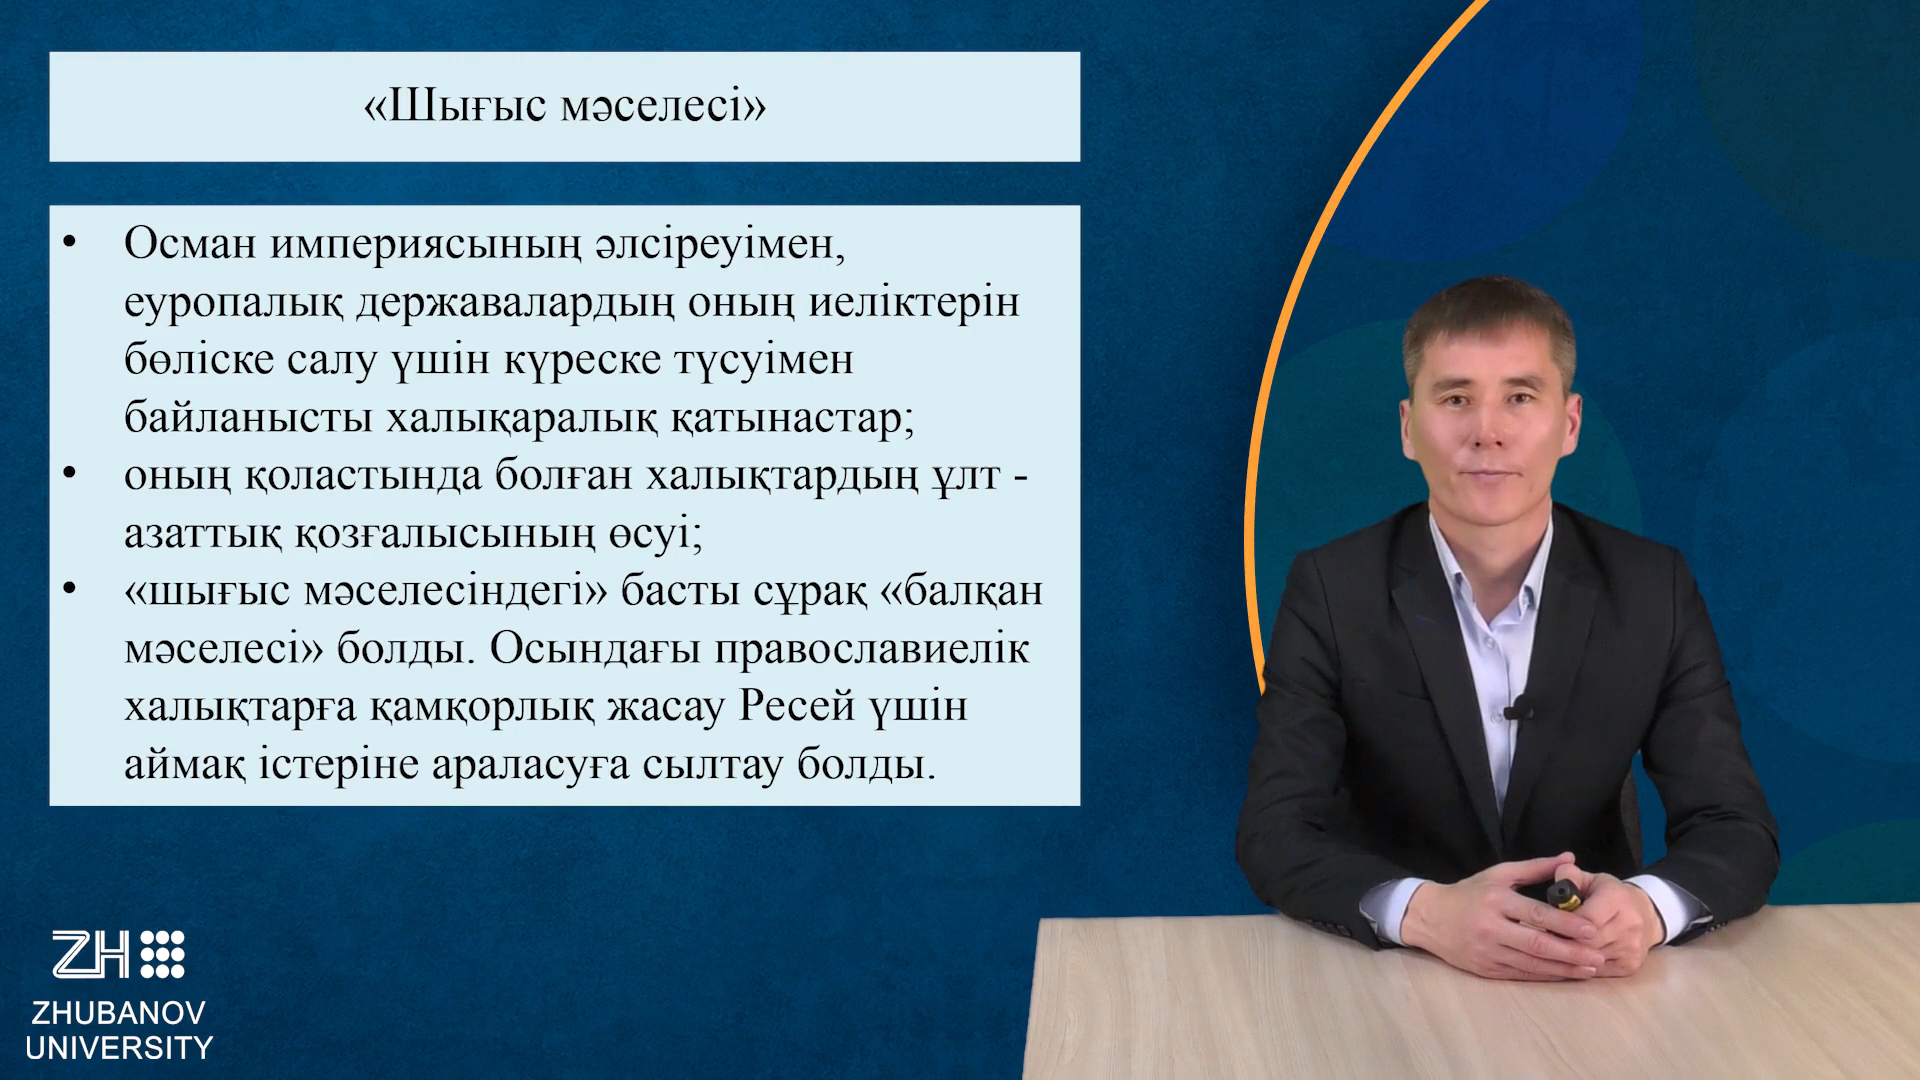 «Шығыс мәселесі»
• Осман империясының әлсіреуімен,
еуропалық державалардың оның иеліктерін
бөліске салу үшін күреске түсуімен
байланысты халықаралық қатынастар;
• оның қоластында болған халықтардың ұлт -
азаттық қозғалысының өсуі;
• «шығыс мәселесіндегі» басты сұрақ «балқан
мәселесі» болды. Осындағы православиелік
халықтарға қамқорлық жасау Ресей үшін
аймақ істеріне араласуға сылтау болды.
ZH
ZHUBANOV
UNIVERSITY